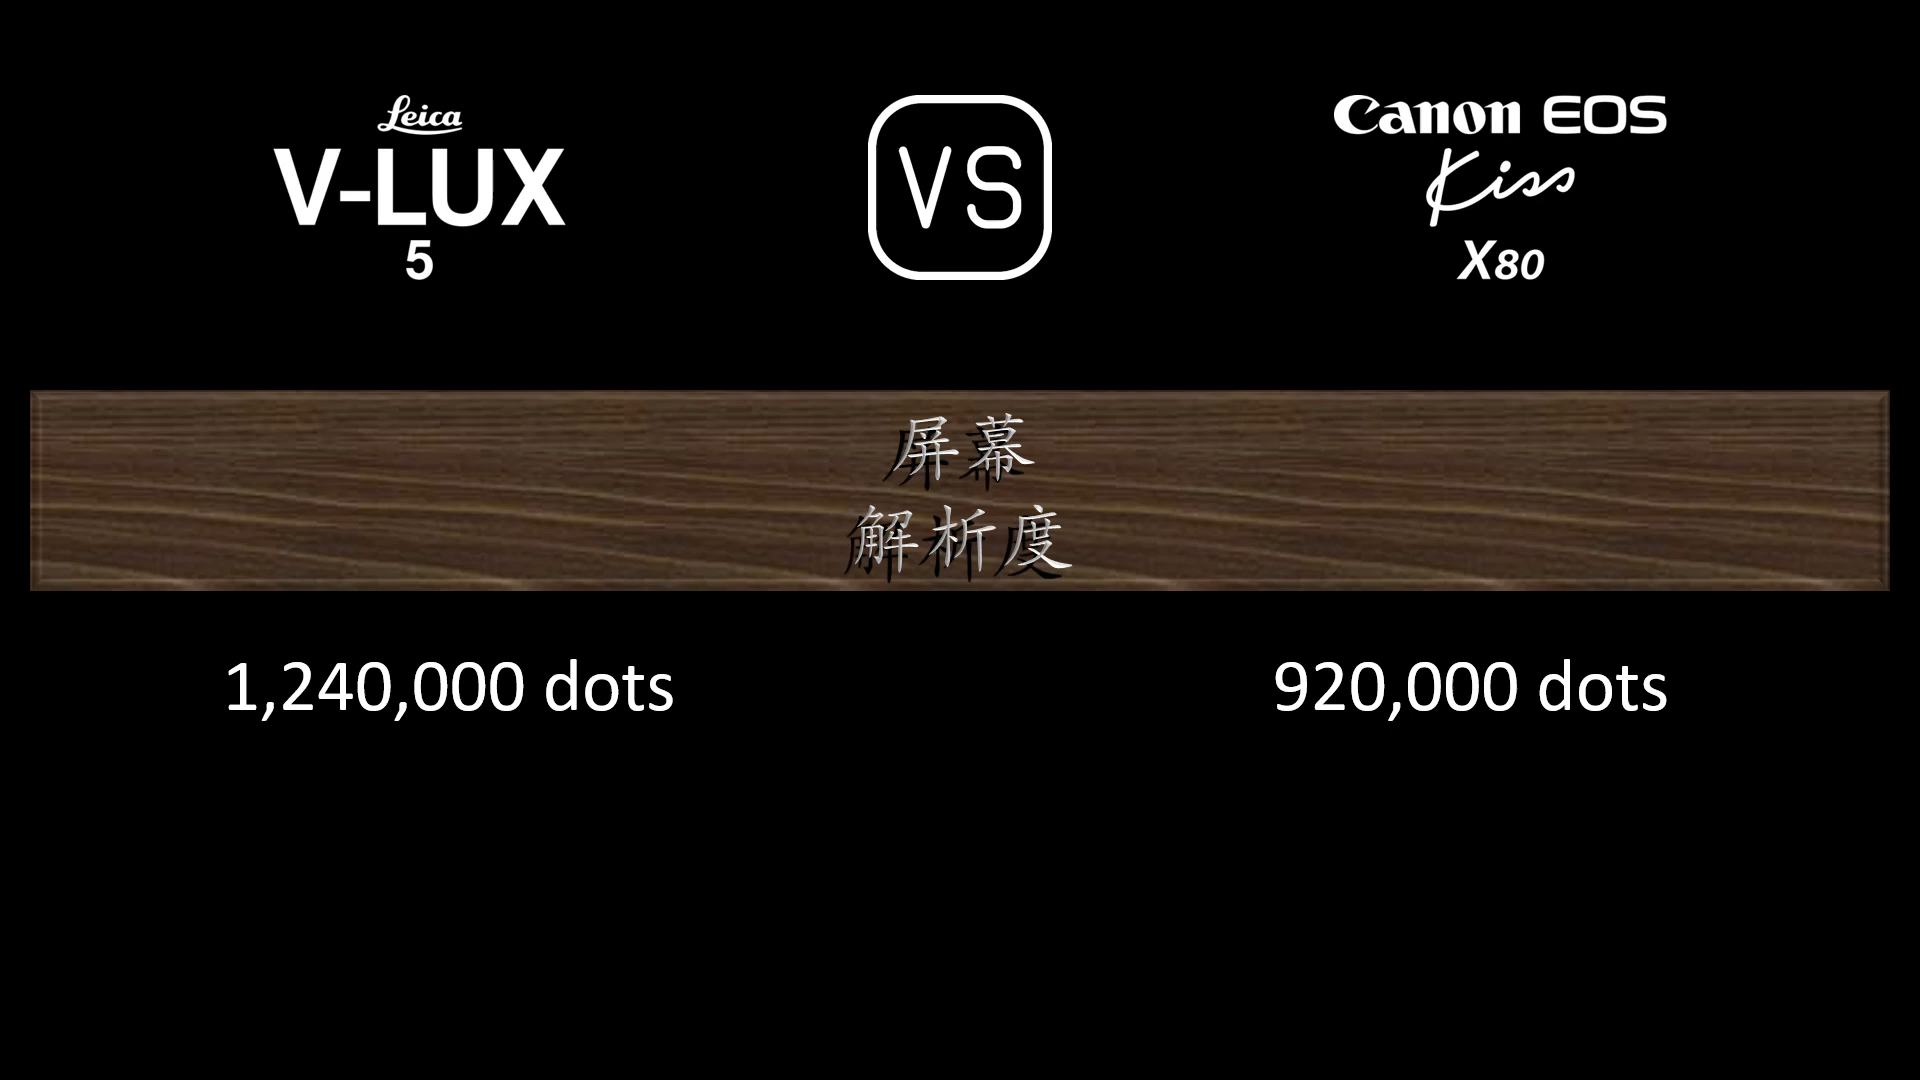 Leica
V-LUX
5
VS
Canon EOS
Kiss
X80
屏幕
解析度
1,240,000 dots
920,000 dots